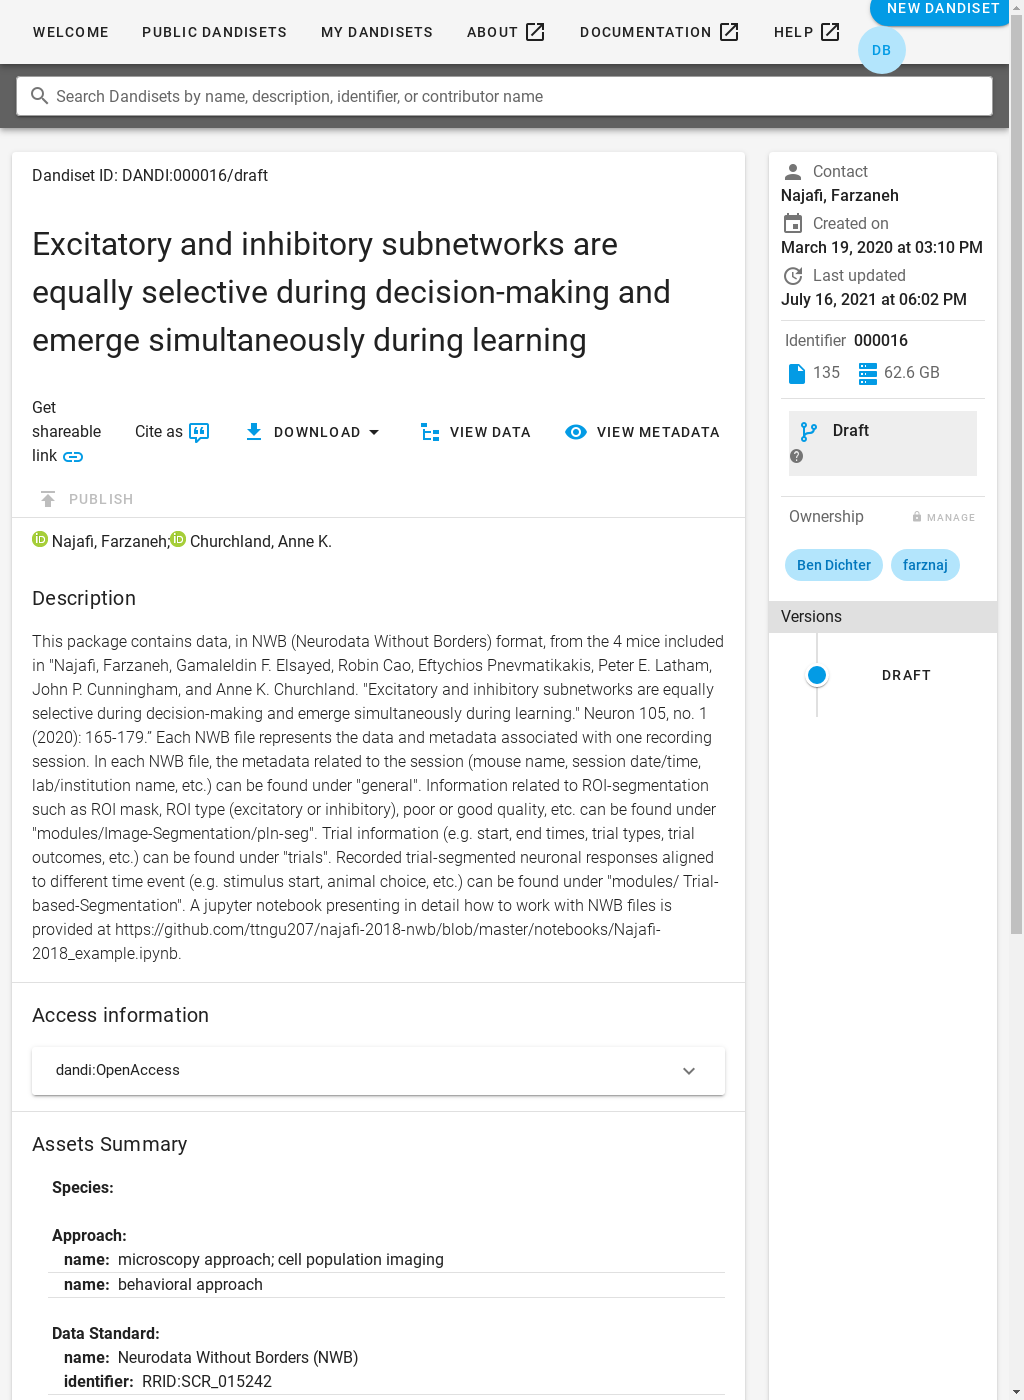 WELCOME PUBLIC DANDISETS MY DANDISETS ABOUT DOCUMENTATION HELP NEW DANDISET
DB
Search Dandisets by name, description, identifier, or contributor name
Dandiset ID: DANDI:000016/draft
Excitatory and inhibitory subnetworks are
equally selective during decision-making and
emerge simultaneously during learning
Get
shareable
link
Cite as
DOWNLOAD
VIEW DATA
VIEW METADATA
PUBLISH
Najafi, Farzaneh; Churchland, Anne K.
Description
This package contains data, in NWB (Neurodata Without Borders) format, from the 4 mice included
in "Najafi, Farzaneh, Gamaleldin F. Elsayed, Robin Cao, Eftychios Pnevmatikakis, Peter E. Latham,
John P. Cunningham, and Anne K. Churchland. "Excitatory and inhibitory subnetworks are equally
selective during decision-making and emerge simultaneously during learning." Neuron 105, no. 1
(2020): 165-179.” Each NWB file represents the data and metadata associated with one recording
session. In each NWB file, the metadata related to the session (mouse name, session date/time,
lab/institution name, etc.) can be found under "general". Information related to ROI-segmentation
such as ROI mask, ROI type (excitatory or inhibitory), poor or good quality, etc. can be found under
"modules/Image-Segmentation/pln-seg". Trial information (e.g. start, end times, trial types, trial
outcomes, etc.) can be found under "trials". Recorded trial-segmented neuronal responses aligned
to different time event (e.g. stimulus start, animal choice, etc.) can be found under "modules/ Trial-
based-Segmentation". A jupyter notebook presenting in detail how to work with NWB files is
provided at https://github.com/ttngu207/najafi-2018-nwb/blob/master/notebooks/Najafi-
2018_example.ipynb.
Access information
dandi:OpenAccess
Assets Summary
Species:
Approach:
name: microscopy approach; cell population imaging
name: behavioral approach
Data Standard:
name: Neurodata Without Borders (NWB)
identifier: RRID:SCR_015242
Contact
Najafi, Farzaneh
Created on
March 19, 2020 at 03:10 PM
Last updated
July 16, 2021 at 06:02 PM
Identifier 000016
135 62.6 GB
Draft
Ownership MANAGE
Ben Dichter farznaj
Versions
DRAFT